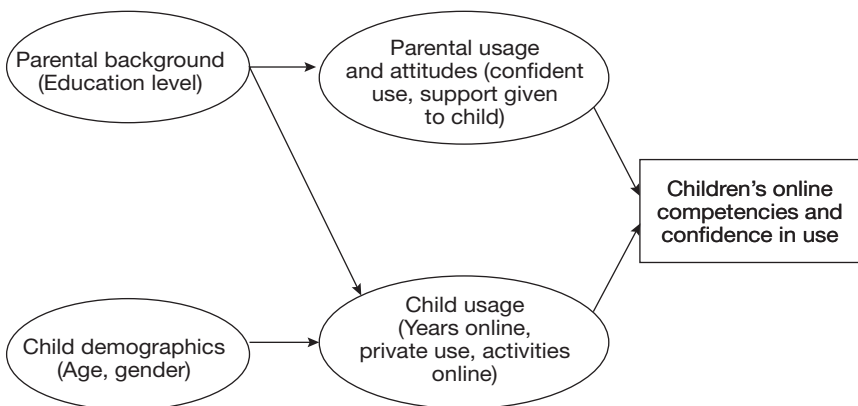 Parental background
(Education level)
Parental usage
and attitudes (confident
use, support given
to child)
Children’s online
competencies and
confidence in use
Child demographics
(Age, gender)
Child usage
(Years online,
private use, activities
online)